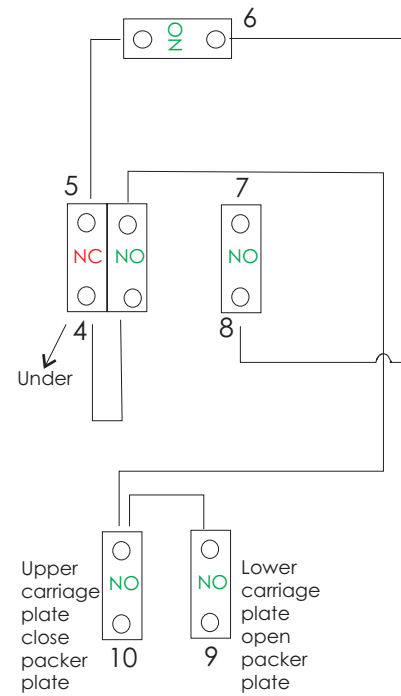 6
NO
5
7
NC
NO
NO
4
8
Under
Upper
carriage
plate
close
packer
plate
NO
10
NO
9
Lower
carriage
plate
open
packer
plate